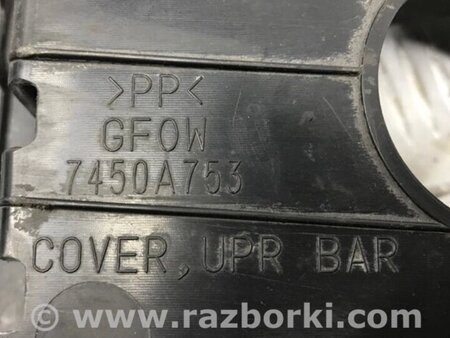 >PP<
GFOW
7450A753
COVER, UPR BAR
© www.razborki.com